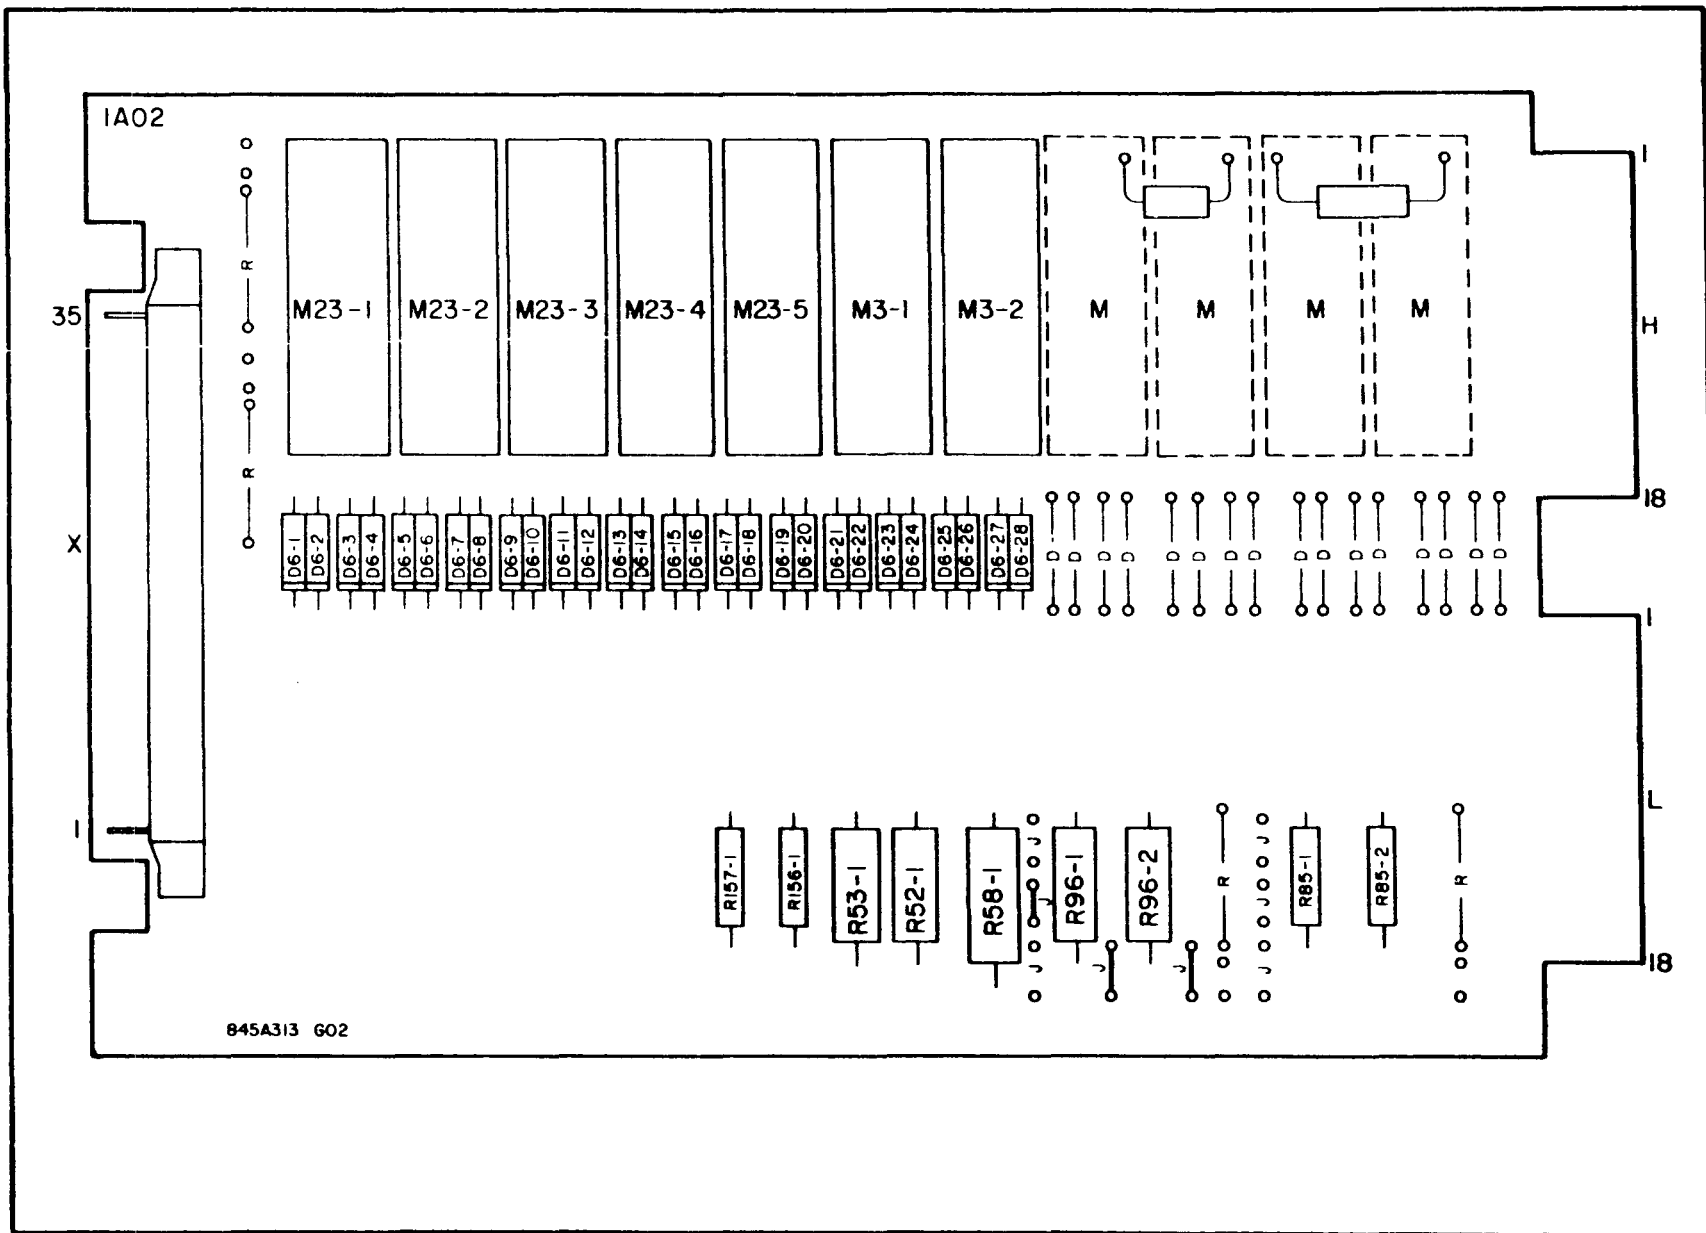 1A02
I
R
M23-1 M23-2 M23-3 M23-4 M23-5 M3-1 M3-2 M M M M
35
H
R
18
X
D6-1 D6-2 D6-3 D6-4 D6-5 D6-6 D6-7 D6-8 D6-9 D6-10 D6-11 D6-12 D6-13 D6-14 D6-15 D6-16 D6-17 D6-18 D6-19 D6-20 D6-21 D6-22 D6-23 D6-24 D6-25 D6-26 D6-27 D6-28 D D D D D D D D D D D D D D D D
I
L
I
J J
R157-1 R156-1 R53-1 R52-1 R58-1 J R96-1 R96-2 R J R85-1 R85-2 R
J J J J
18
845A313 G02